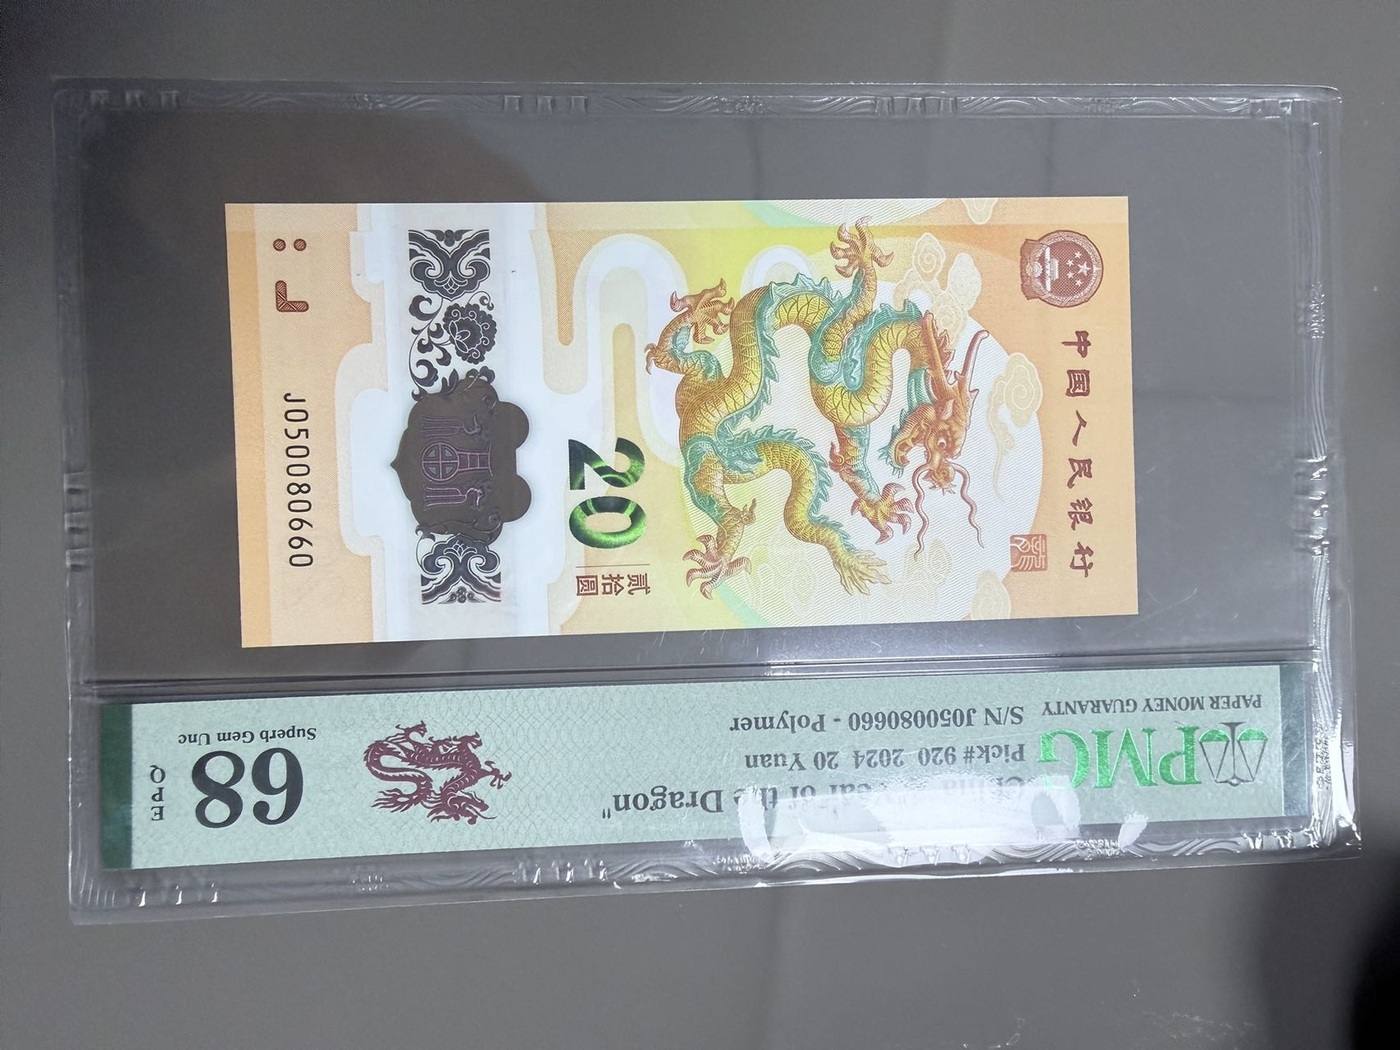 中国人民银行
20
贰拾圆
J050080660
PMG
PAPER MONEY GUARANTY
"Year of the Dragon"
Pick# 920 2024 20 Yuan
S/N J050080660 - Polymer
68
Superb Gem Unc
QPE